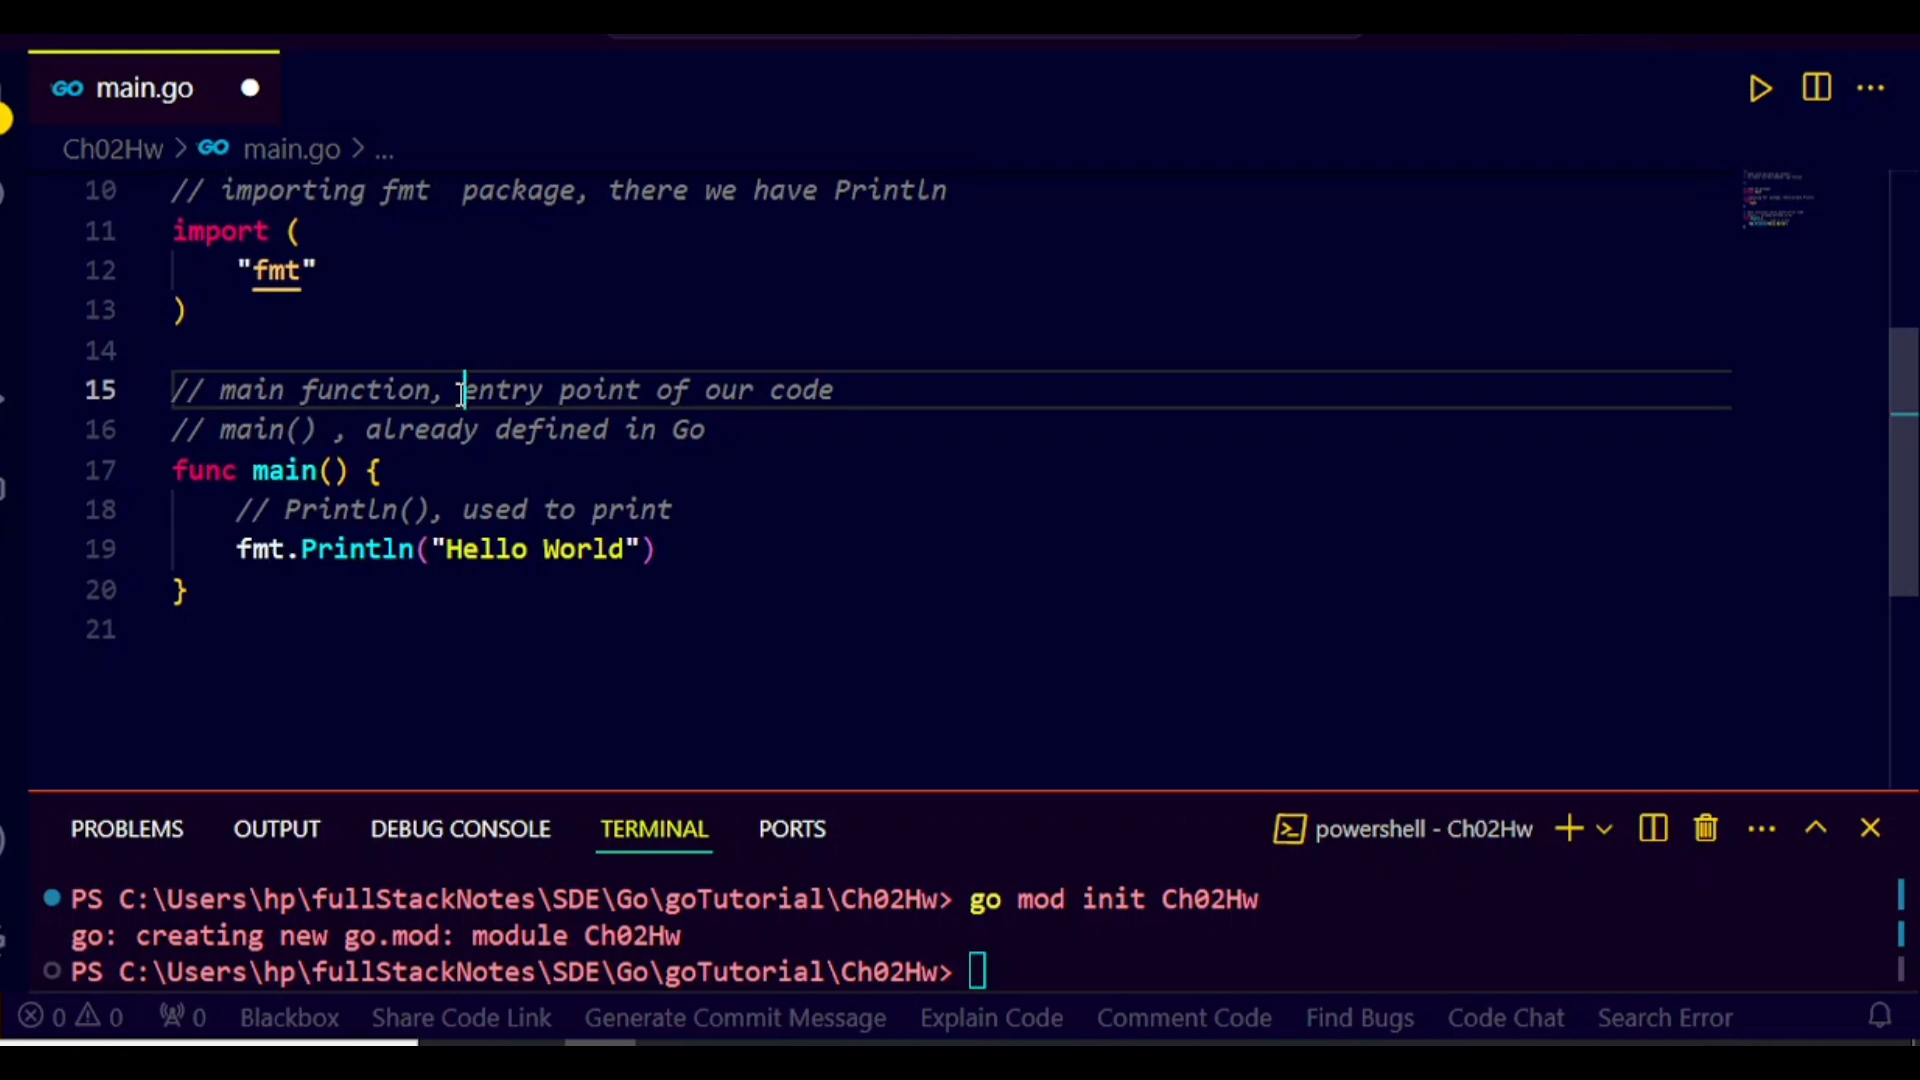 GO main.go
Ch02Hw > GO main.go > ...
10 // importing fmt  package, there we have Println
11 import (
12 "fmt"
13 )
14
15 // main function, entry point of our code
16 // main() , already defined in Go
17 func main() {
18 // Println(), used to print
19 fmt.Println("Hello World")
20 }
21
PROBLEMS OUTPUT DEBUG CONSOLE TERMINAL PORTS powershell - Ch02Hw
PS C:\Users\hp\fullStackNotes\SDE\Go\goTutorial\Ch02Hw> go mod init Ch02Hw
go: creating new go.mod: module Ch02Hw
PS C:\Users\hp\fullStackNotes\SDE\Go\goTutorial\Ch02Hw>
0 0 0 Blackbox Share Code Link Generate Commit Message Explain Code Comment Code Find Bugs Code Chat Search Error